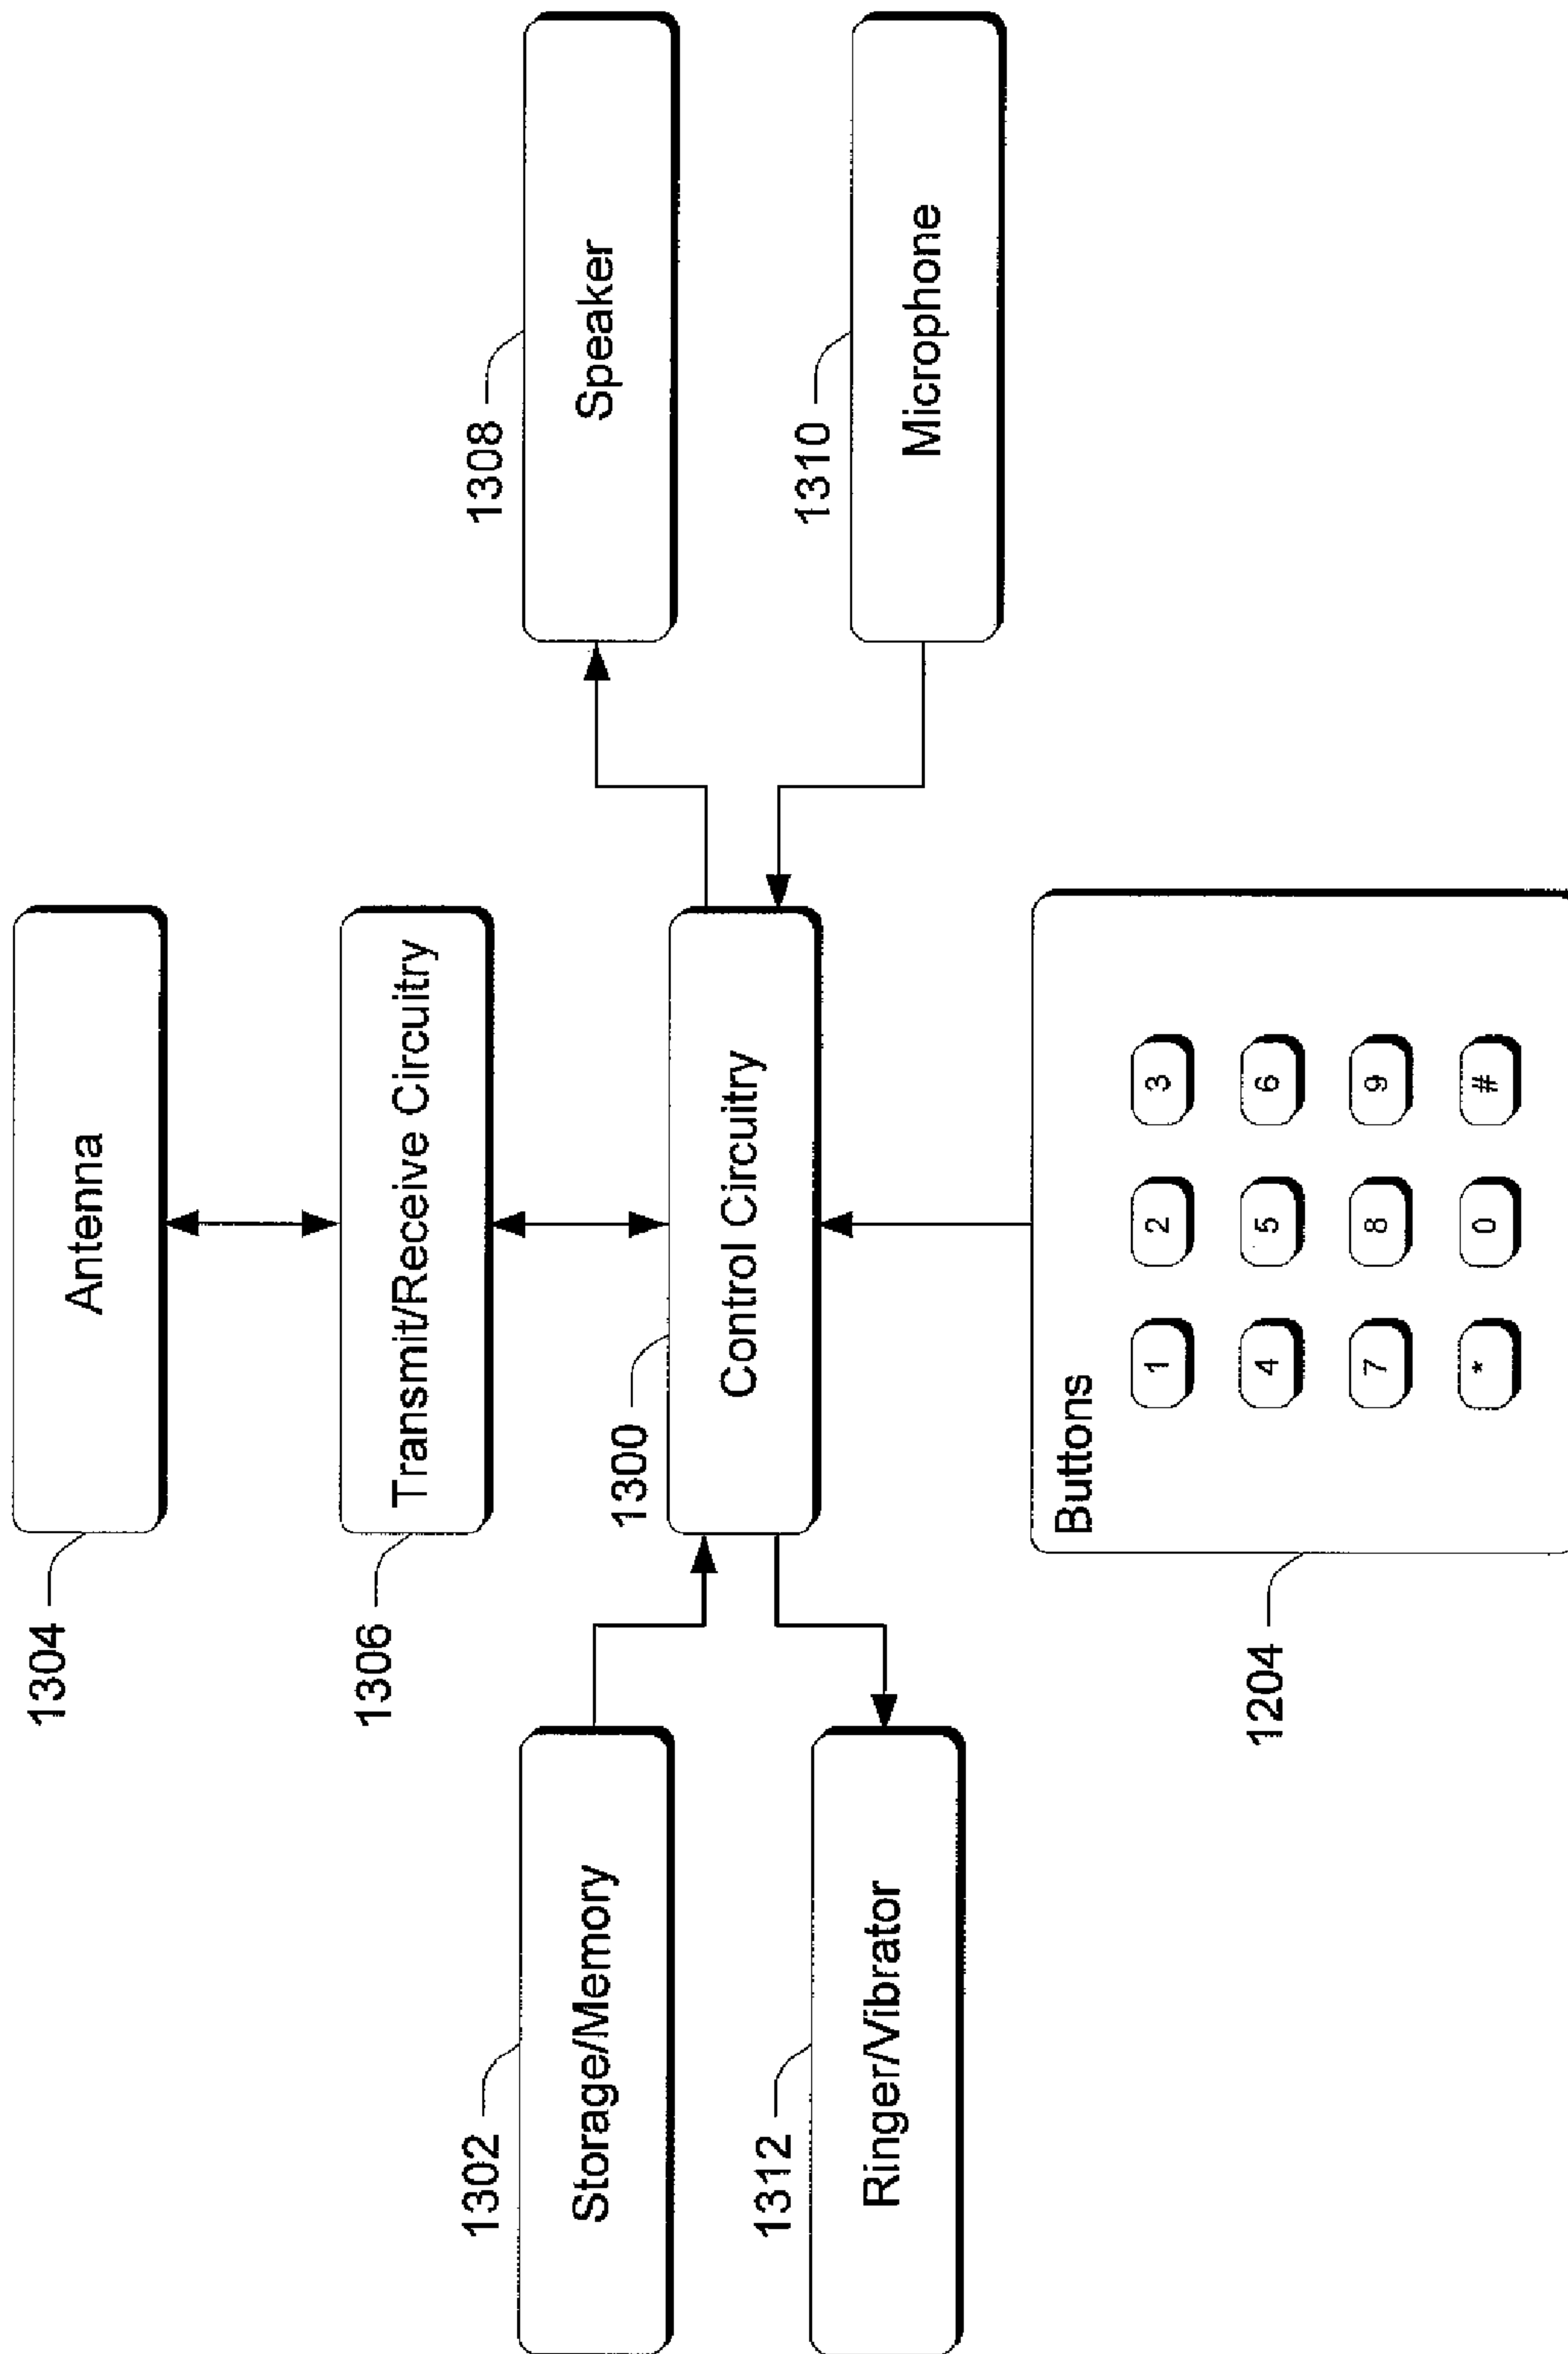 1304
Antenna
1306
Transmit/Receive Circuitry
1302
Storage/Memory
1308
Speaker
1300
Control Circuitry
1312
Ringer/Vibrator
1310
Microphone
1204
Buttons
1 2 3
4 5 6
7 8 9
* 0 #